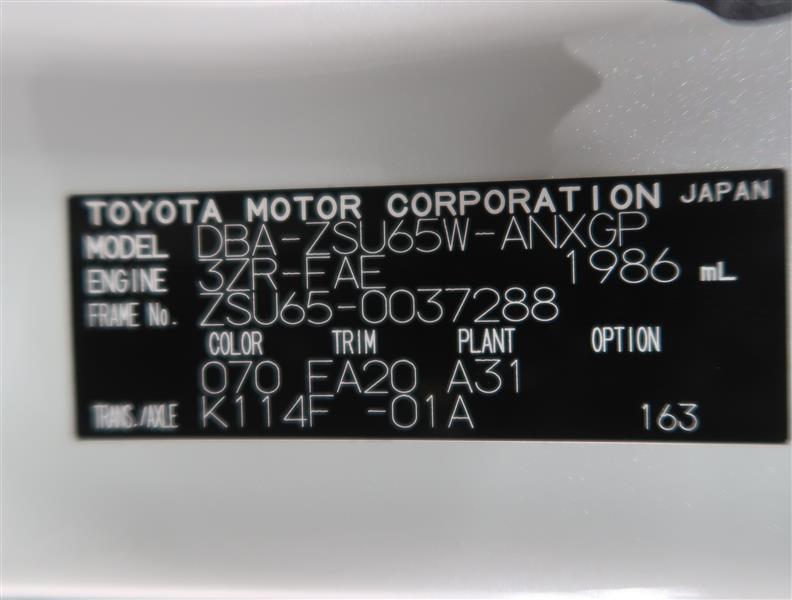 TOYOTA MOTOR CORPORATION JAPAN
MODEL DBA-ZSU65W-ANXGP
ENGINE 3ZR-FAE 1986 mL
FRAME No. ZSU65-0037288
COLOR TRIM PLANT OPTION
070 FA20 A31
TRANS./AXLE K114F -01A 163